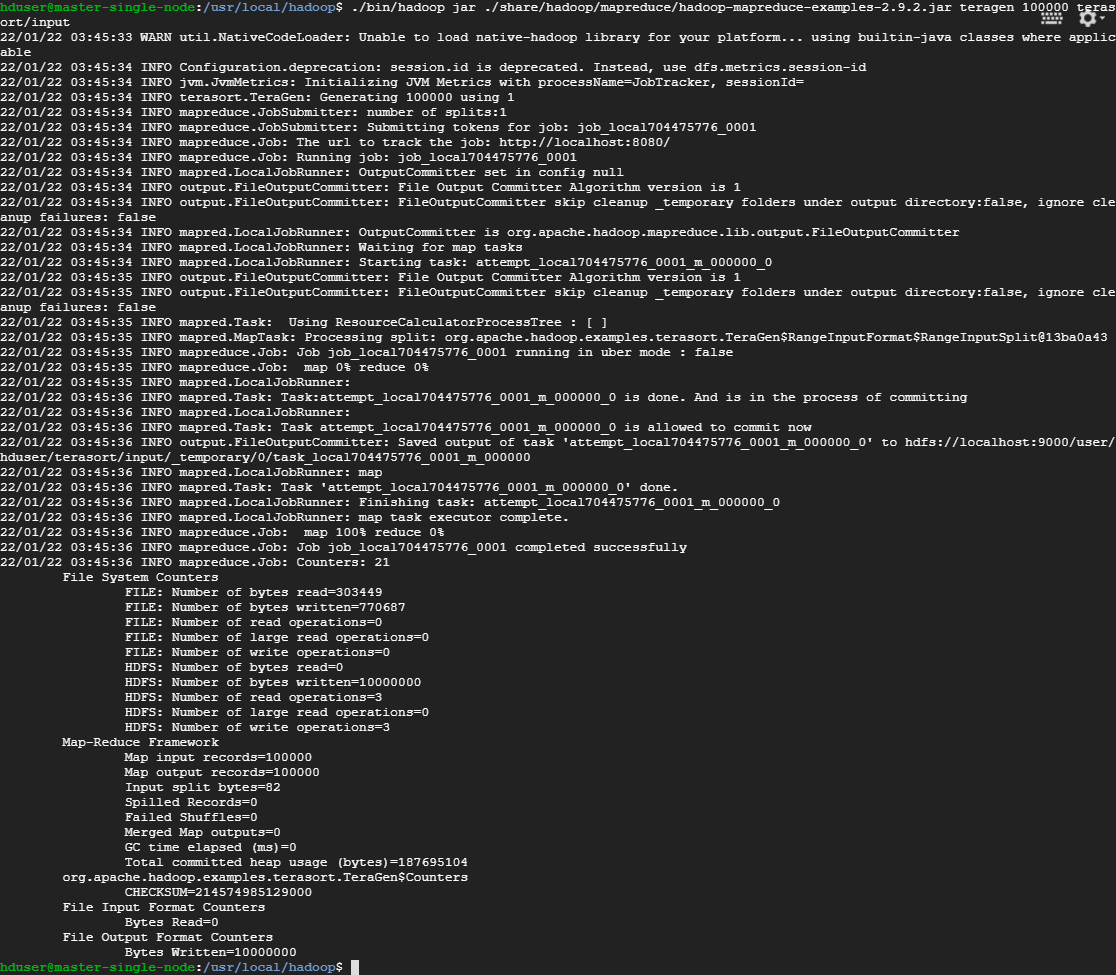 hduser@master-single-node:/usr/local/hadoop$ ./bin/hadoop jar ./share/hadoop/mapreduce/hadoop-mapreduce-examples-2.9.2.jar teragen 100000 teras
ort/input
22/01/22 03:45:33 WARN util.NativeCodeLoader: Unable to load native-hadoop library for your platform... using builtin-java classes where applic
able
22/01/22 03:45:34 INFO Configuration.deprecation: session.id is deprecated. Instead, use dfs.metrics.session-id
22/01/22 03:45:34 INFO jvm.JvmMetrics: Initializing JVM Metrics with processName=JobTracker, sessionId=
22/01/22 03:45:34 INFO terasort.TeraGen: Generating 100000 using 1
22/01/22 03:45:34 INFO mapreduce.JobSubmitter: number of splits:1
22/01/22 03:45:34 INFO mapreduce.JobSubmitter: Submitting tokens for job: job_local704475776_0001
22/01/22 03:45:34 INFO mapreduce.Job: The url to track the job: http://localhost:8080/
22/01/22 03:45:34 INFO mapreduce.Job: Running job: job_local704475776_0001
22/01/22 03:45:34 INFO mapred.LocalJobRunner: OutputCommitter set in config null
22/01/22 03:45:34 INFO output.FileOutputCommitter: File Output Committer Algorithm version is 1
22/01/22 03:45:34 INFO output.FileOutputCommitter: FileOutputCommitter skip cleanup _temporary folders under output directory:false, ignore cle
anup failures: false
22/01/22 03:45:34 INFO mapred.LocalJobRunner: OutputCommitter is org.apache.hadoop.mapreduce.lib.output.FileOutputCommitter
22/01/22 03:45:34 INFO mapred.LocalJobRunner: Waiting for map tasks
22/01/22 03:45:34 INFO mapred.LocalJobRunner: Starting task: attempt_local704475776_0001_m_000000_0
22/01/22 03:45:35 INFO output.FileOutputCommitter: File Output Committer Algorithm version is 1
22/01/22 03:45:35 INFO output.FileOutputCommitter: FileOutputCommitter skip cleanup _temporary folders under output directory:false, ignore cle
anup failures: false
22/01/22 03:45:35 INFO mapred.Task:  Using ResourceCalculatorProcessTree : [ ]
22/01/22 03:45:35 INFO mapred.MapTask: Processing split: org.apache.hadoop.examples.terasort.TeraGen$RangeInputFormat$RangeInputSplit@13ba0a43
22/01/22 03:45:35 INFO mapreduce.Job: Job job_local704475776_0001 running in uber mode : false
22/01/22 03:45:35 INFO mapreduce.Job:  map 0% reduce 0%
22/01/22 03:45:35 INFO mapred.LocalJobRunner:
22/01/22 03:45:36 INFO mapred.Task: Task:attempt_local704475776_0001_m_000000_0 is done. And is in the process of committing
22/01/22 03:45:36 INFO mapred.LocalJobRunner:
22/01/22 03:45:36 INFO mapred.Task: Task attempt_local704475776_0001_m_000000_0 is allowed to commit now
22/01/22 03:45:36 INFO output.FileOutputCommitter: Saved output of task 'attempt_local704475776_0001_m_000000_0' to hdfs://localhost:9000/user/
hduser/terasort/input/_temporary/0/task_local704475776_0001_m_000000
22/01/22 03:45:36 INFO mapred.LocalJobRunner: map
22/01/22 03:45:36 INFO mapred.Task: Task 'attempt_local704475776_0001_m_000000_0' done.
22/01/22 03:45:36 INFO mapred.LocalJobRunner: Finishing task: attempt_local704475776_0001_m_000000_0
22/01/22 03:45:36 INFO mapred.LocalJobRunner: map task executor complete.
22/01/22 03:45:36 INFO mapreduce.Job:  map 100% reduce 0%
22/01/22 03:45:36 INFO mapreduce.Job: Job job_local704475776_0001 completed successfully
22/01/22 03:45:36 INFO mapreduce.Job: Counters: 21
File System Counters
FILE: Number of bytes read=303449
FILE: Number of bytes written=770687
FILE: Number of read operations=0
FILE: Number of large read operations=0
FILE: Number of write operations=0
HDFS: Number of bytes read=0
HDFS: Number of bytes written=10000000
HDFS: Number of read operations=3
HDFS: Number of large read operations=0
HDFS: Number of write operations=3
Map-Reduce Framework
Map input records=100000
Map output records=100000
Input split bytes=82
Spilled Records=0
Failed Shuffles=0
Merged Map outputs=0
GC time elapsed (ms)=0
Total committed heap usage (bytes)=187695104
org.apache.hadoop.examples.terasort.TeraGen$Counters
CHECKSUM=214574985129000
File Input Format Counters
Bytes Read=0
File Output Format Counters
Bytes Written=10000000
hduser@master-single-node:/usr/local/hadoop$